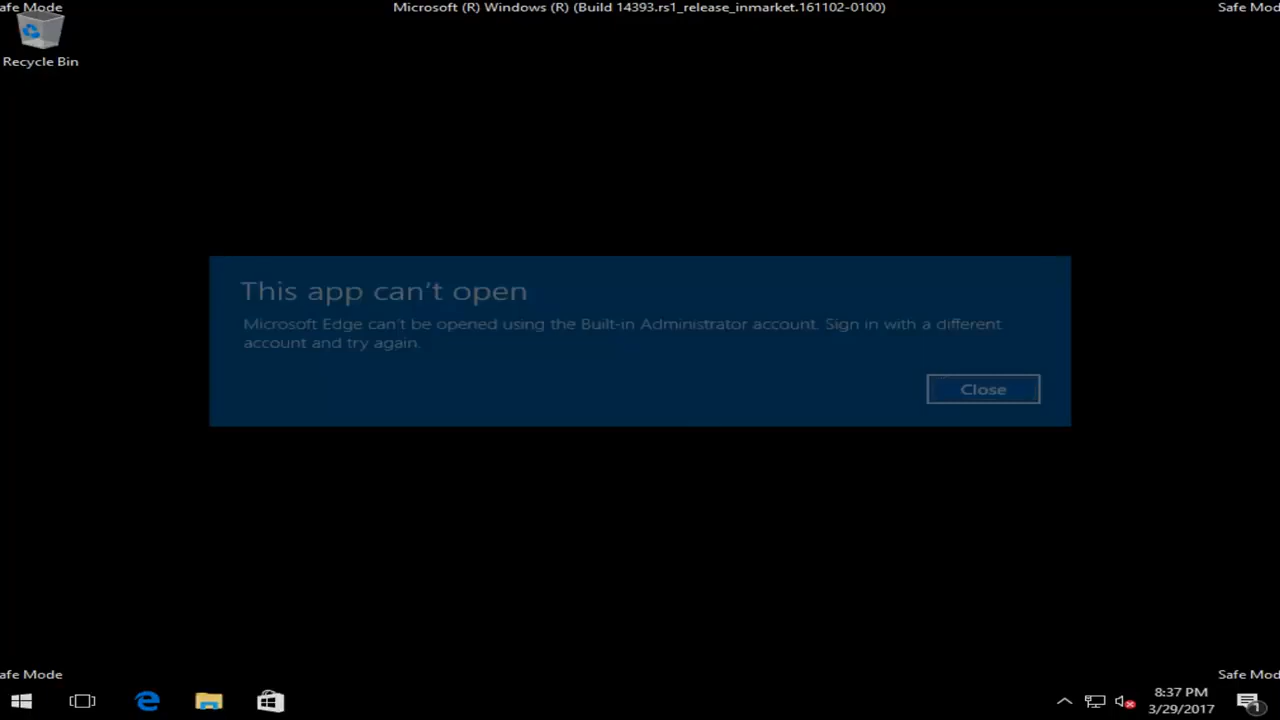 afe Mode
Microsoft (R) Windows (R) (Build 14393.rs1_release_inmarket.161102-0100)
Safe Mod
Recycle Bin
This app can't open
Microsoft Edge can't be opened using the Built-in Administrator account. Sign in with a different
account and try again.
Close
afe Mode
Safe Mod
8:37 PM
3/29/2017
1